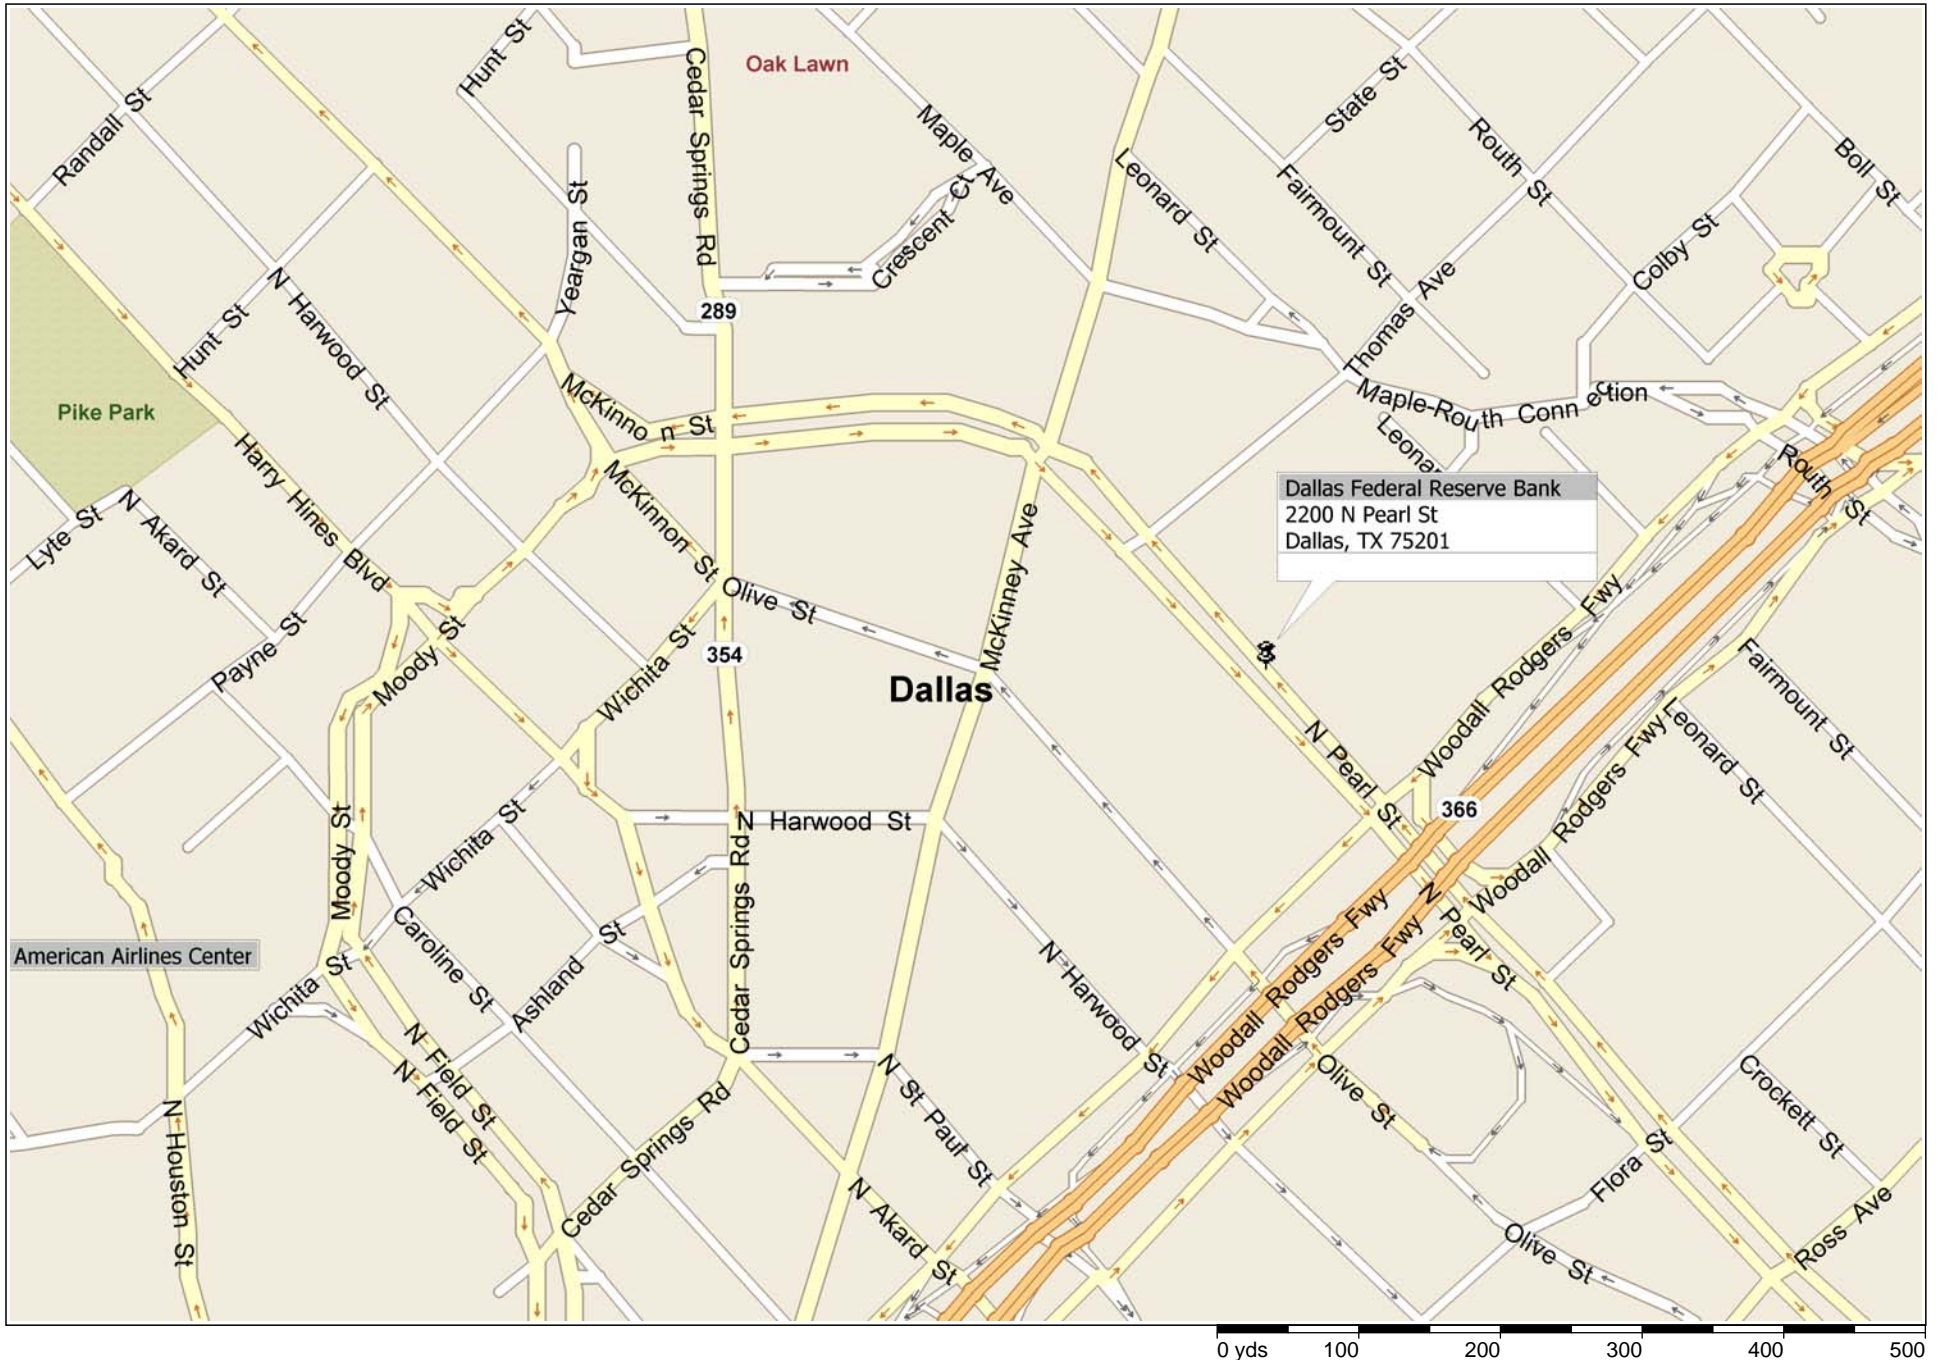 Hunt St
Cedar Springs Rd
Oak Lawn
Randall St
Maple Ave
State St
Routh St
Boll St
Leonard St
Fairmount St
Yeargan St
Crescent Ct
Colby St
N Harwood St
Hunt St
289
Thomas Ave
Pike Park
McKinnon St
Maple-Routh Connection
Leonar
Harry Hines Blvd
McKinnon St
Routh St
Dallas Federal Reserve Bank
2200 N Pearl St
Dallas, TX 75201
Lyte St
N Akard St
McKinney Ave
Olive St
Woodall Rodgers Fwy
Payne St
Moody St
Wichita St
354
Dallas
Fairmount St
N Pearl St
Leonard St
Woodall Rodgers Fwy
366
Moody St
Wichita St
N Harwood St
Cedar Springs Rd
American Airlines Center
Caroline St
Ashland St
Wichita St
N Harwood St
Woodall Rodgers Fwy
Woodall Rodgers Fwy
N Pearl St
N Field St
N Field St
N St Paul St
Olive St
Crockett St
N Houston St
Cedar Springs Rd
N Akard St
Flora St
Olive St
Ross Ave
0 yds 100 200 300 400 500